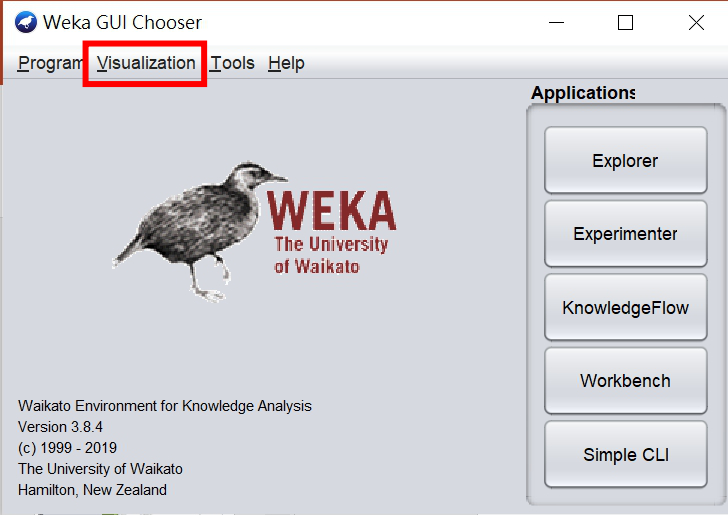 Weka GUI Chooser
Program Visualization Tools Help
Applications
Explorer
Experimenter
KnowledgeFlow
Workbench
Simple CLI
WEKA
The University
of Waikato
Waikato Environment for Knowledge Analysis
Version 3.8.4
(c) 1999 - 2019
The University of Waikato
Hamilton, New Zealand